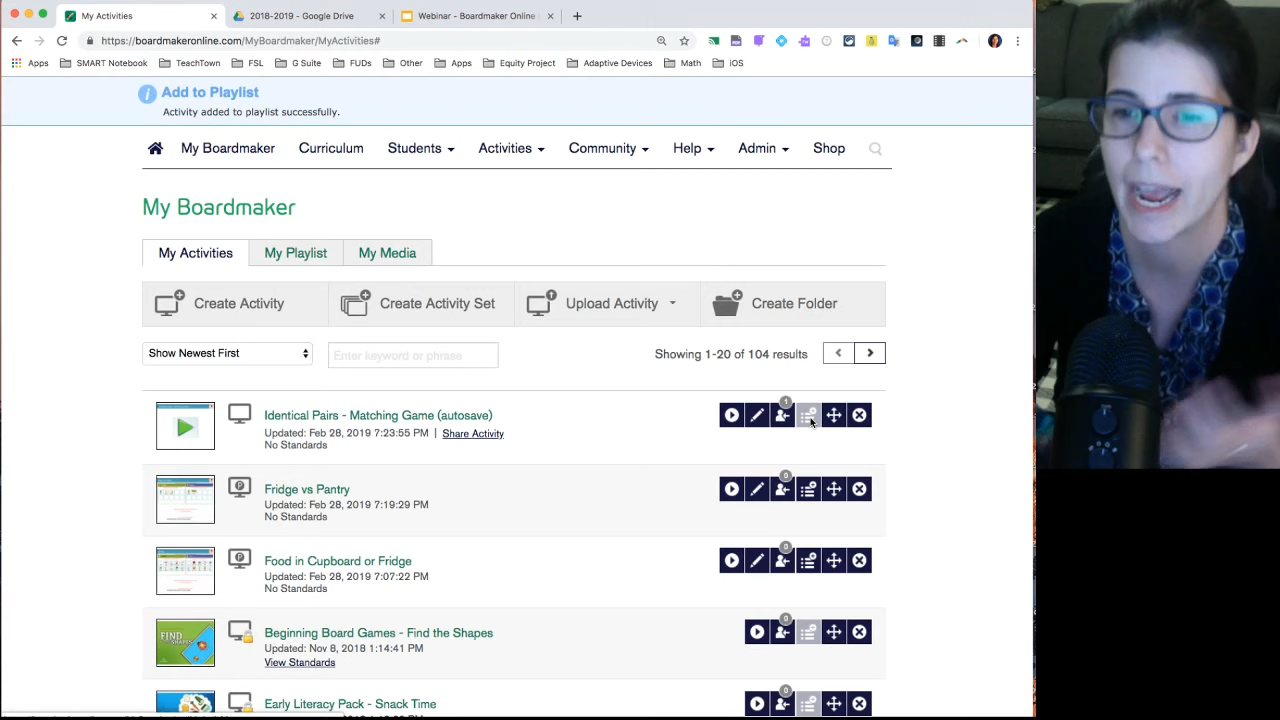 My Activities
2018-2019 - Google Drive
Webinar - Boardmaker Online
https://boardmakeronline.com/MyBoardmaker/MyActivities#
Apps SMART Notebook TeachTown FSL G Suite FUDs Other Apps Equity Project Adaptive Devices Math iOS
Add to Playlist
Activity added to playlist successfully.
My Boardmaker Curriculum Students Activities Community Help Admin Shop
My Boardmaker
My Activities My Playlist My Media
Create Activity Create Activity Set Upload Activity Create Folder
Show Newest First Enter keyword or phrase Showing 1-20 of 104 results
Identical Pairs - Matching Game (autosave)
1
Updated: Feb 28, 2019 7:23:55 PM | Share Activity
No Standards
Fridge vs Pantry
0
Updated: Feb 28, 2019 7:19:29 PM
No Standards
Food in Cupboard or Fridge
0
Updated: Feb 28, 2019 7:07:22 PM
No Standards
FIND SHAPES
Beginning Board Games - Find the Shapes
0
Updated: Nov 8, 2018 1:14:41 PM
View Standards
Early Literacy Pack - Snack Time
0